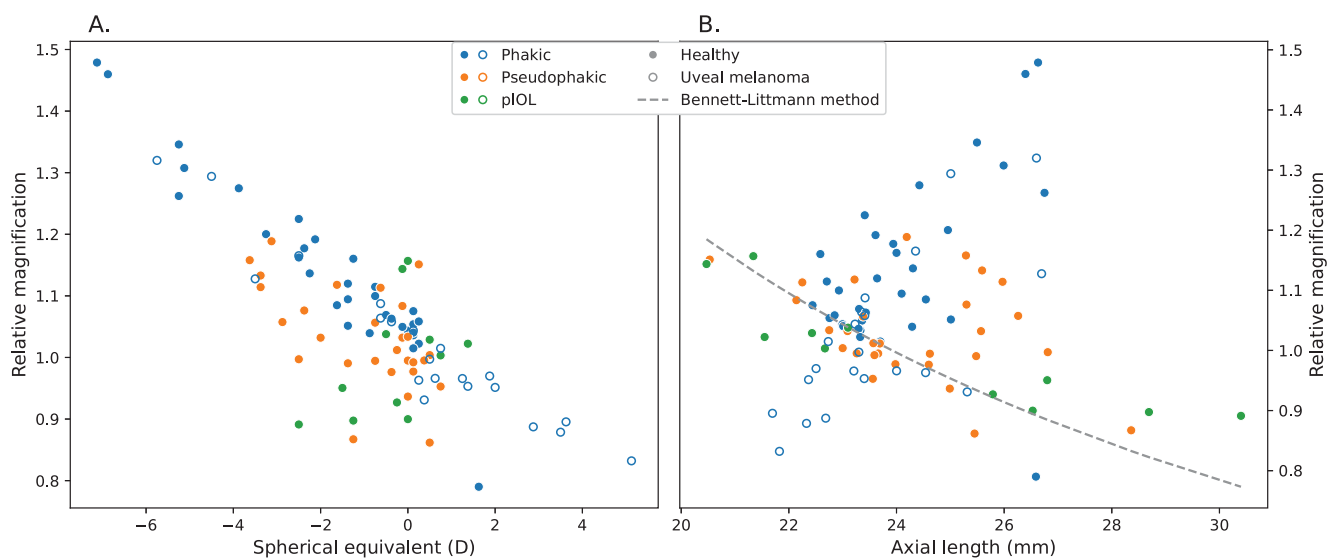 A.
B.
Phakic
Pseudophakic
pIOL
Healthy
Uveal melanoma
Bennett-Littmann method
1.5
1.4
1.3
1.2
1.1
1.0
0.9
0.8
Relative magnification
−6
−4
−2
0
2
4
Spherical equivalent (D)
20
22
24
26
28
30
Axial length (mm)
1.5
1.4
1.3
1.2
1.1
1.0
0.9
0.8
Relative magnification